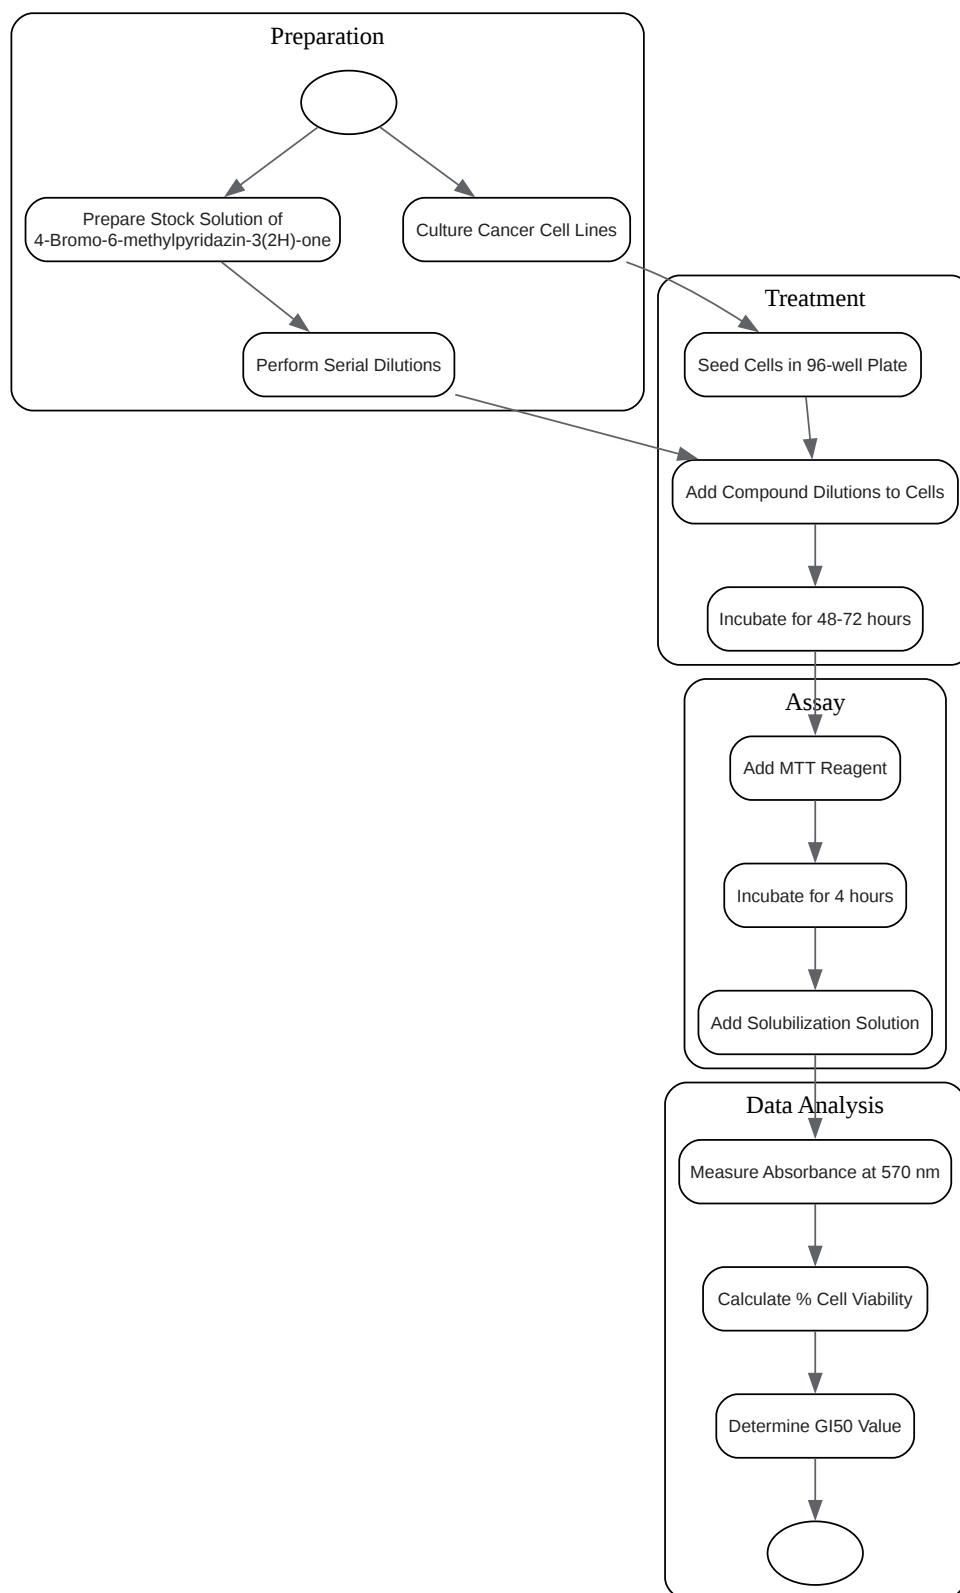 Preparation
Prepare Stock Solution of
4-Bromo-6-methylpyridazin-3(2H)-one
Culture Cancer Cell Lines
Perform Serial Dilutions
Treatment
Seed Cells in 96-well Plate
Add Compound Dilutions to Cells
Incubate for 48-72 hours
Assay
Add MTT Reagent
Incubate for 4 hours
Add Solubilization Solution
Data Analysis
Measure Absorbance at 570 nm
Calculate % Cell Viability
Determine GI50 Value